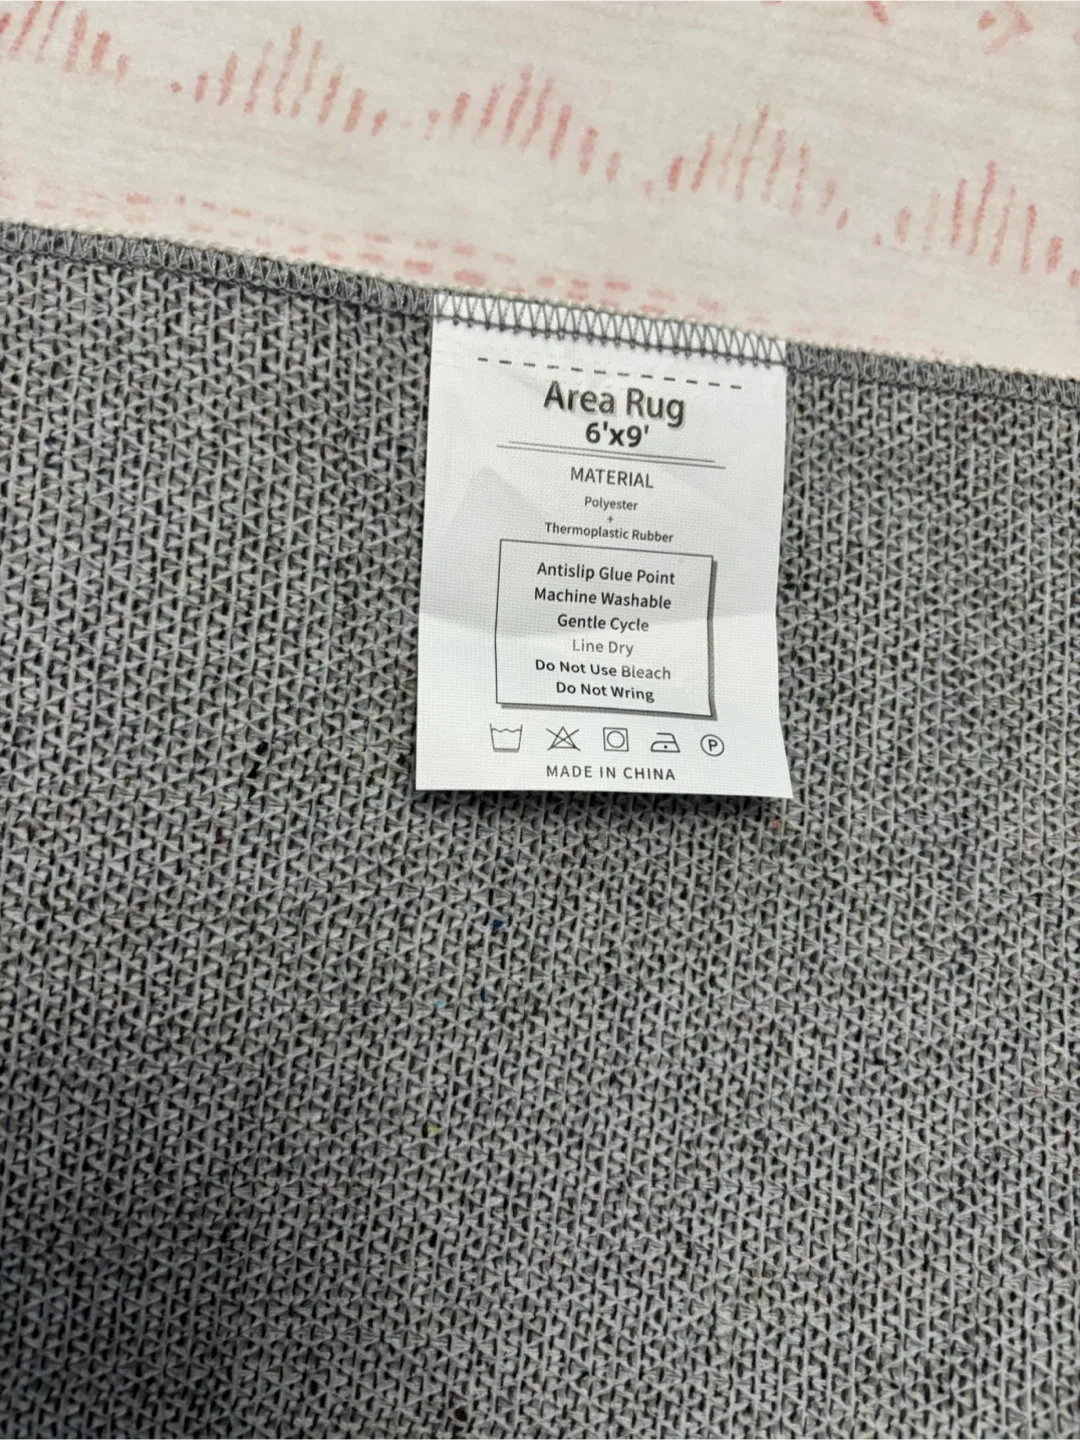 Area Rug
6'x9'
MATERIAL
Polyester
+
Thermoplastic Rubber
Antislip Glue Point
Machine Washable
Gentle Cycle
Line Dry
Do Not Use Bleach
Do Not Wring
P
MADE IN CHINA